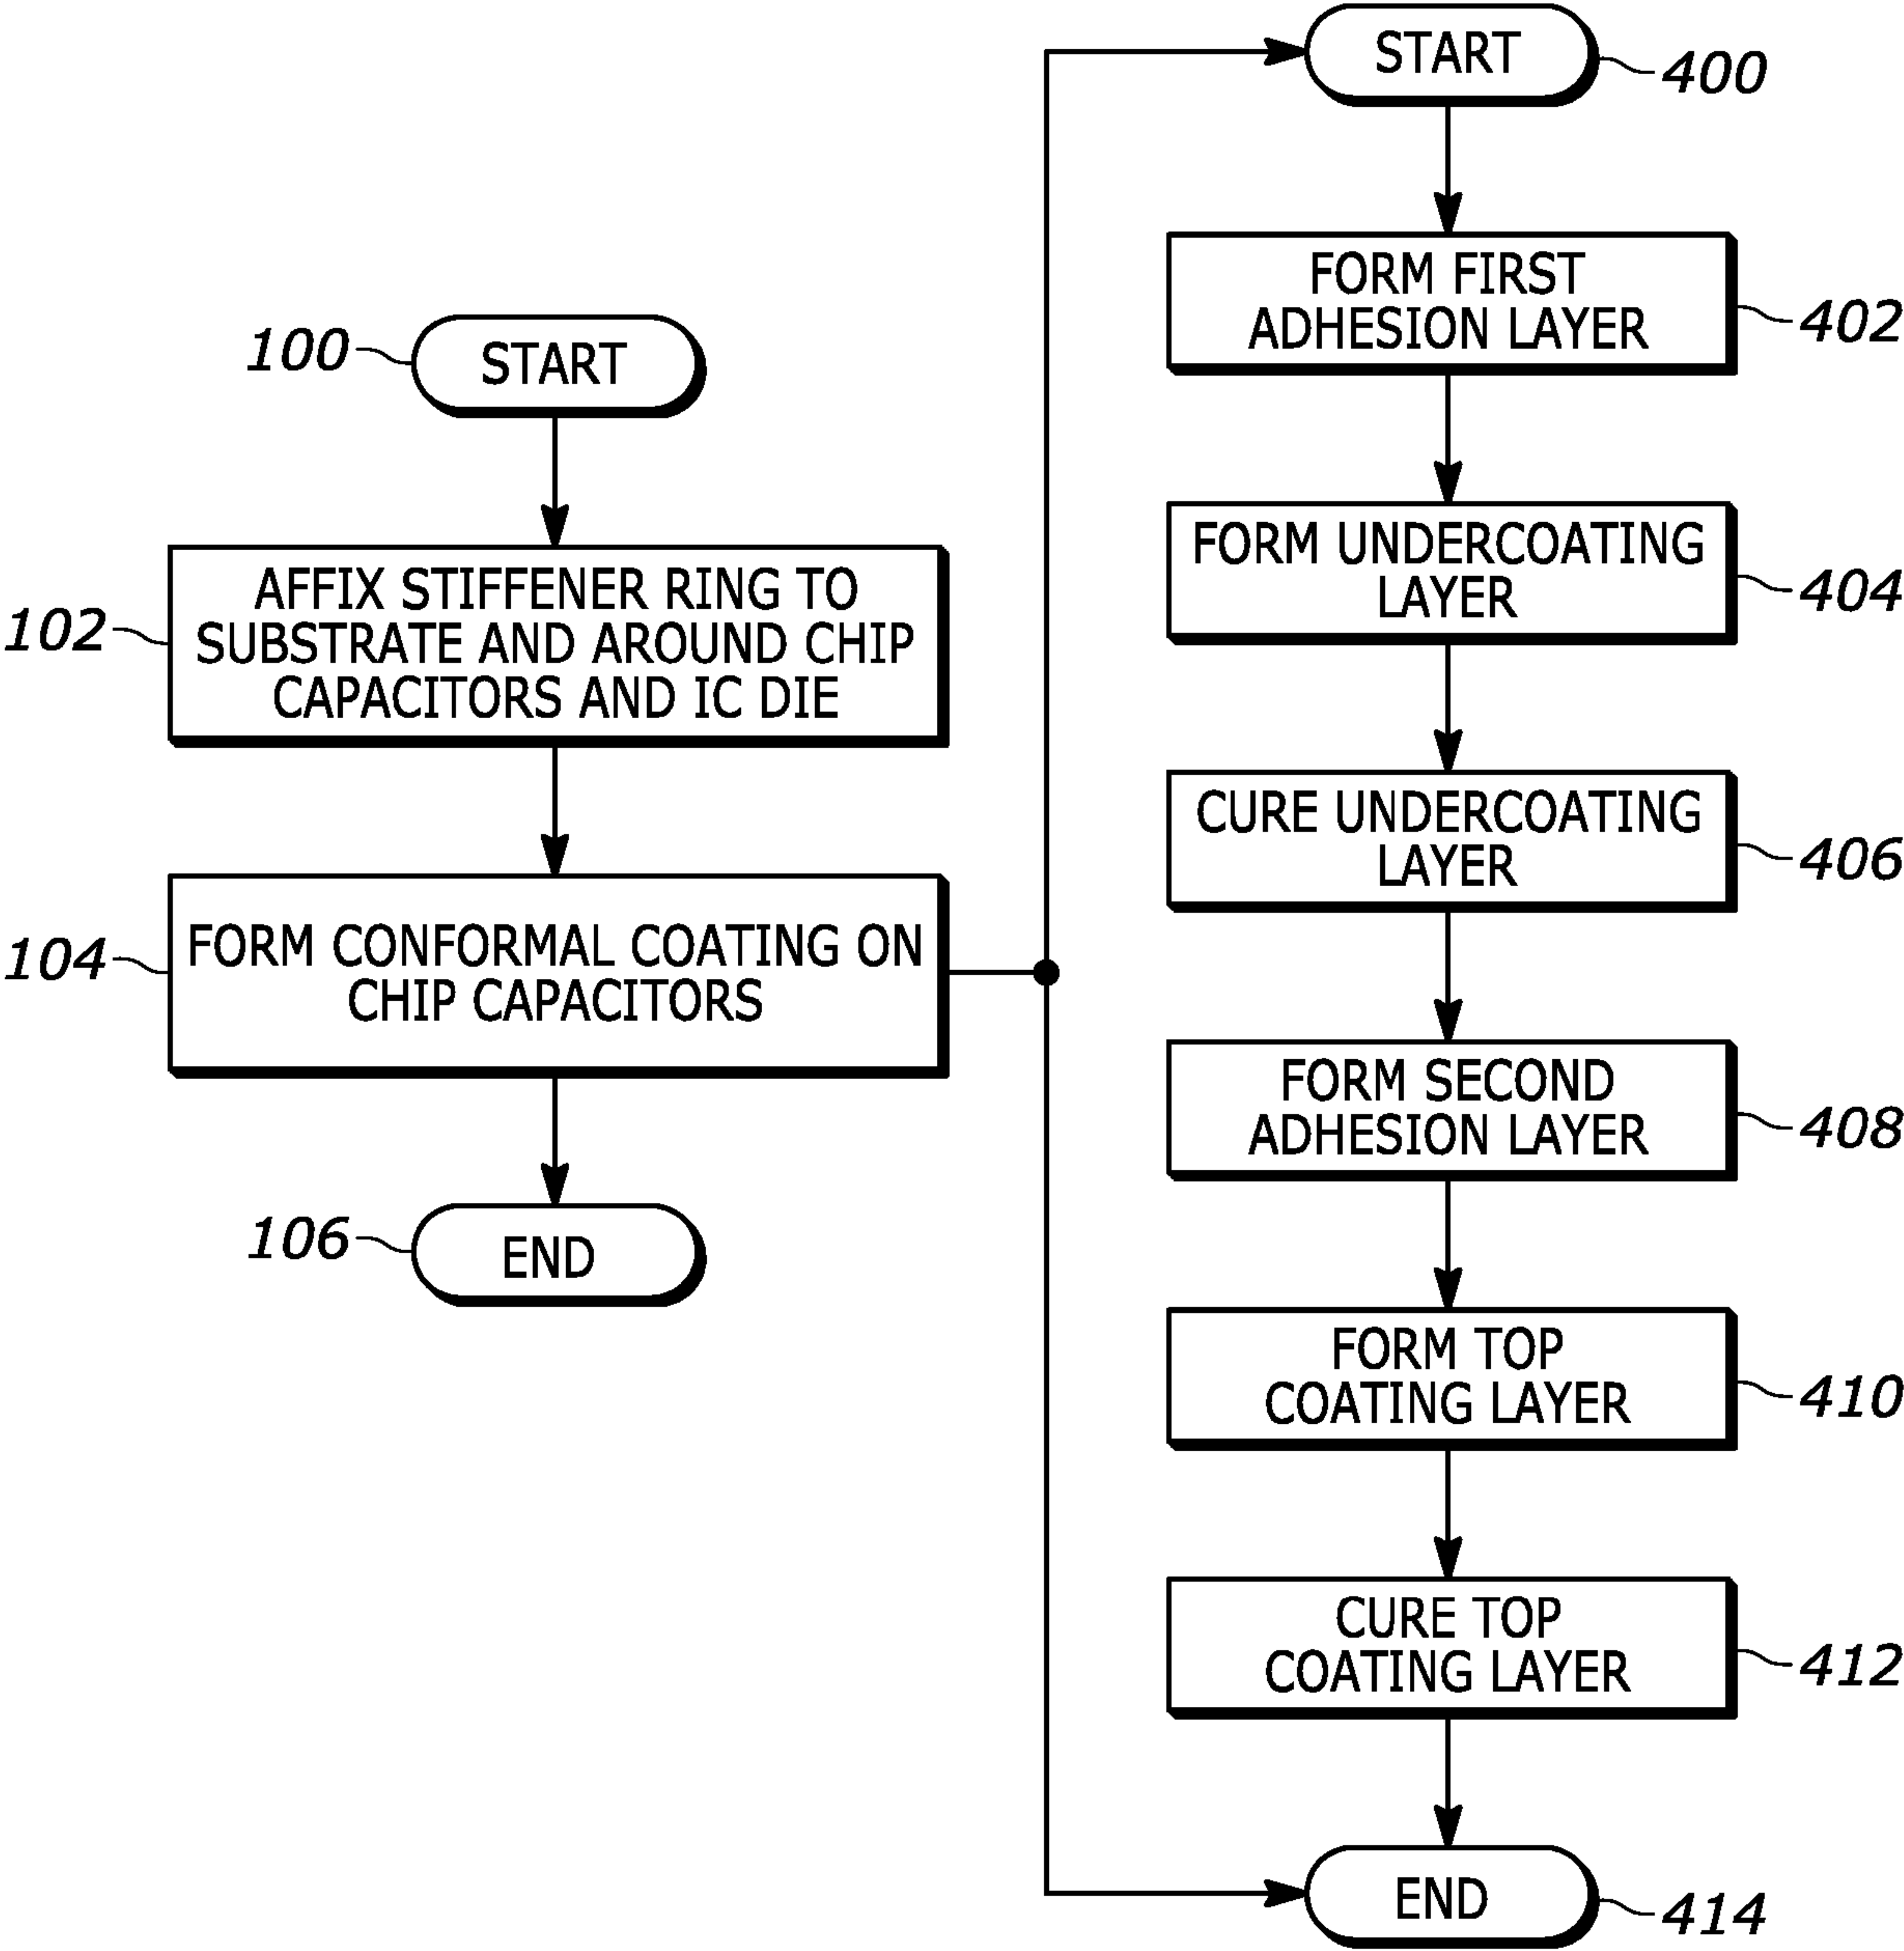 100
START
102
AFFIX STIFFENER RING TO
SUBSTRATE AND AROUND CHIP
CAPACITORS AND IC DIE
104
FORM CONFORMAL COATING ON
CHIP CAPACITORS
106
END
START
400
FORM FIRST
ADHESION LAYER
402
FORM UNDERCOATING
LAYER
404
CURE UNDERCOATING
LAYER
406
FORM SECOND
ADHESION LAYER
408
FORM TOP
COATING LAYER
410
CURE TOP
COATING LAYER
412
END
414